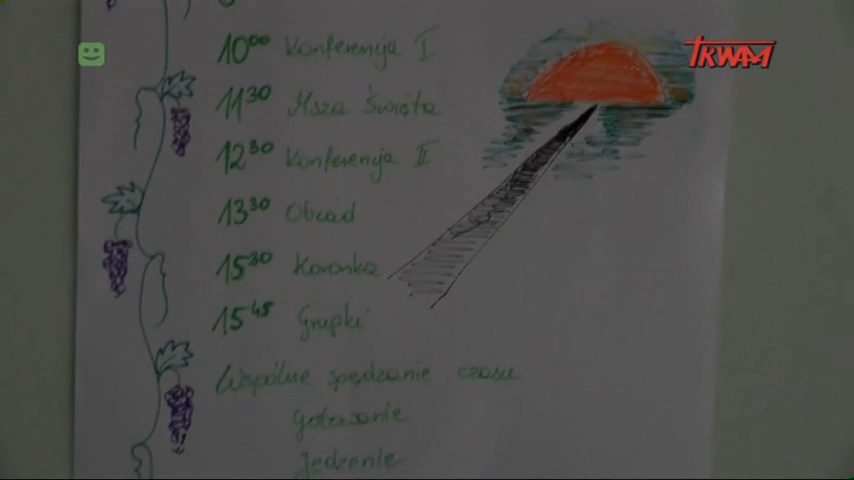 TRWAM
10⁰⁰ Konferencja I
11³⁰ Msza Święta
12³⁰ Konferencja II
13³⁰ Obiad
15³⁰ Koronka
15⁴⁵ Grupki
Wspólne spędzanie czasu
gotowanie
jedzenie